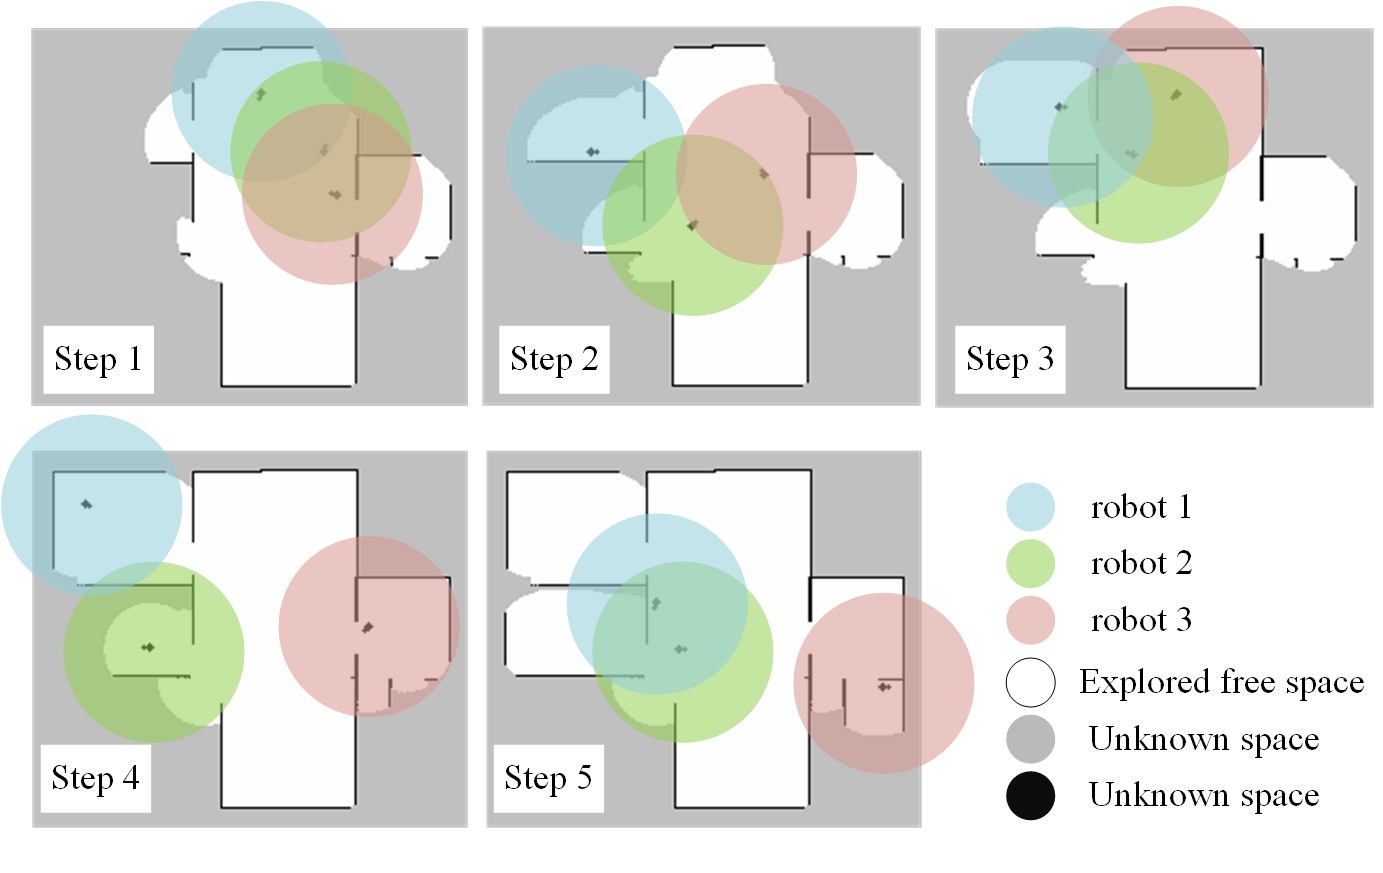 Step 1
Step 2
Step 3
Step 4
Step 5
robot 1
robot 2
robot 3
Explored free space
Unknown space
Unknown space